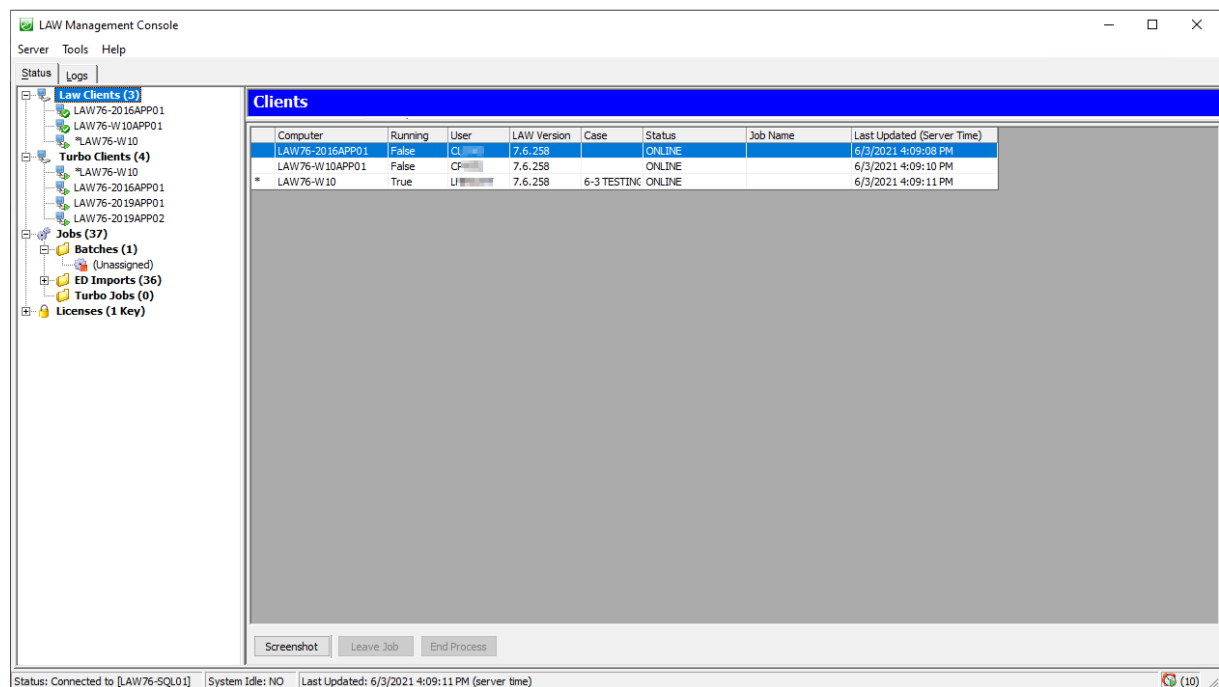 LAW Management Console
Server Tools Help
Status Logs
Law Clients (3)
LAW76-2016APP01
LAW76-W10APP01
*LAW76-W10
Turbo Clients (4)
*LAW76-W10
LAW76-2016APP01
LAW76-2019APP01
LAW76-2019APP02
Jobs (37)
Batches (1)
(Unassigned)
ED Imports (36)
Turbo Jobs (0)
Licenses (1 Key)
Clients
Computer Running User LAW Version Case Status Job Name Last Updated (Server Time)
LAW76-2016APP01 False 7.6.258 ONLINE 6/3/2021 4:09:08 PM
LAW76-W10APP01 False 7.6.258 ONLINE 6/3/2021 4:09:10 PM
* LAW76-W10 True 7.6.258 6-3 TESTING ONLINE 6/3/2021 4:09:11 PM
Screenshot Leave Job End Process
Status: Connected to [LAW76-SQL01] System Idle: NO Last Updated: 6/3/2021 4:09:11 PM (server time) (10)